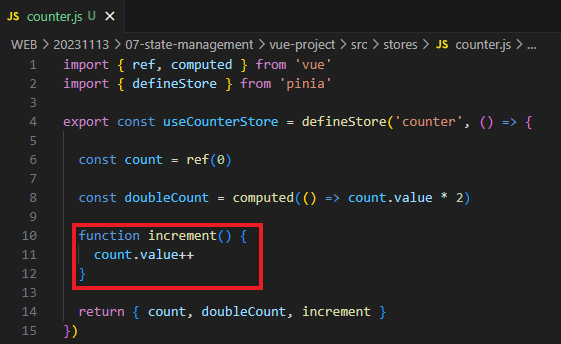 JS counter.js U ×
WEB > 20231113 > 07-state-management > vue-project > src > stores > JS counter.js > ...
1 import { ref, computed } from 'vue'
2 import { defineStore } from 'pinia'
3
4 export const useCounterStore = defineStore('counter', () => {
5
6 const count = ref(0)
7
8 const doubleCount = computed(() => count.value * 2)
9
10 function increment() {
11 count.value++
12 }
13
14 return { count, doubleCount, increment }
15 })